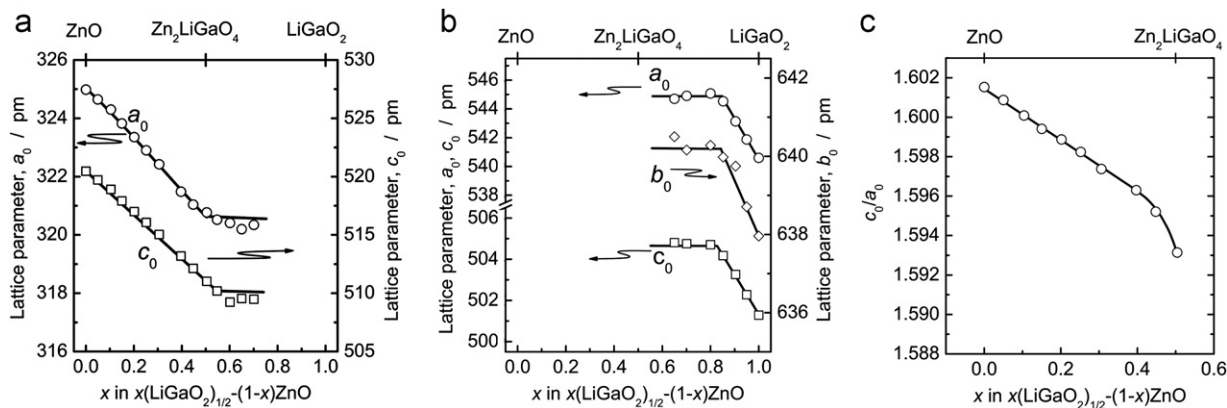 a
ZnO
Zn₂LiGaO₄
LiGaO₂
326
324
322
320
318
316
Lattice parameter, a₀ / pm
530
525
520
515
510
505
Lattice parameter, c₀ / pm
a₀
c₀
0.0 0.2 0.4 0.6 0.8 1.0
x in x(LiGaO₂)₁/₂-(1-x)ZnO
b
ZnO
Zn₂LiGaO₄
LiGaO₂
545
544
542
541
540
538
506
504
502
501
500
Lattice parameter, a₀, c₀ / pm
642
640
638
636
Lattice parameter, b₀ / pm
a₀
b₀
c₀
0.0 0.2 0.4 0.6 0.8 1.0
x in x(LiGaO₂)₁/₂-(1-x)ZnO
c
ZnO
Zn₂LiGaO₄
1.602
1.600
1.598
1.596
1.594
1.592
1.590
1.588
c₀/a₀
0.0 0.2 0.4 0.6
x in x(LiGaO₂)₁/₂-(1-x)ZnO